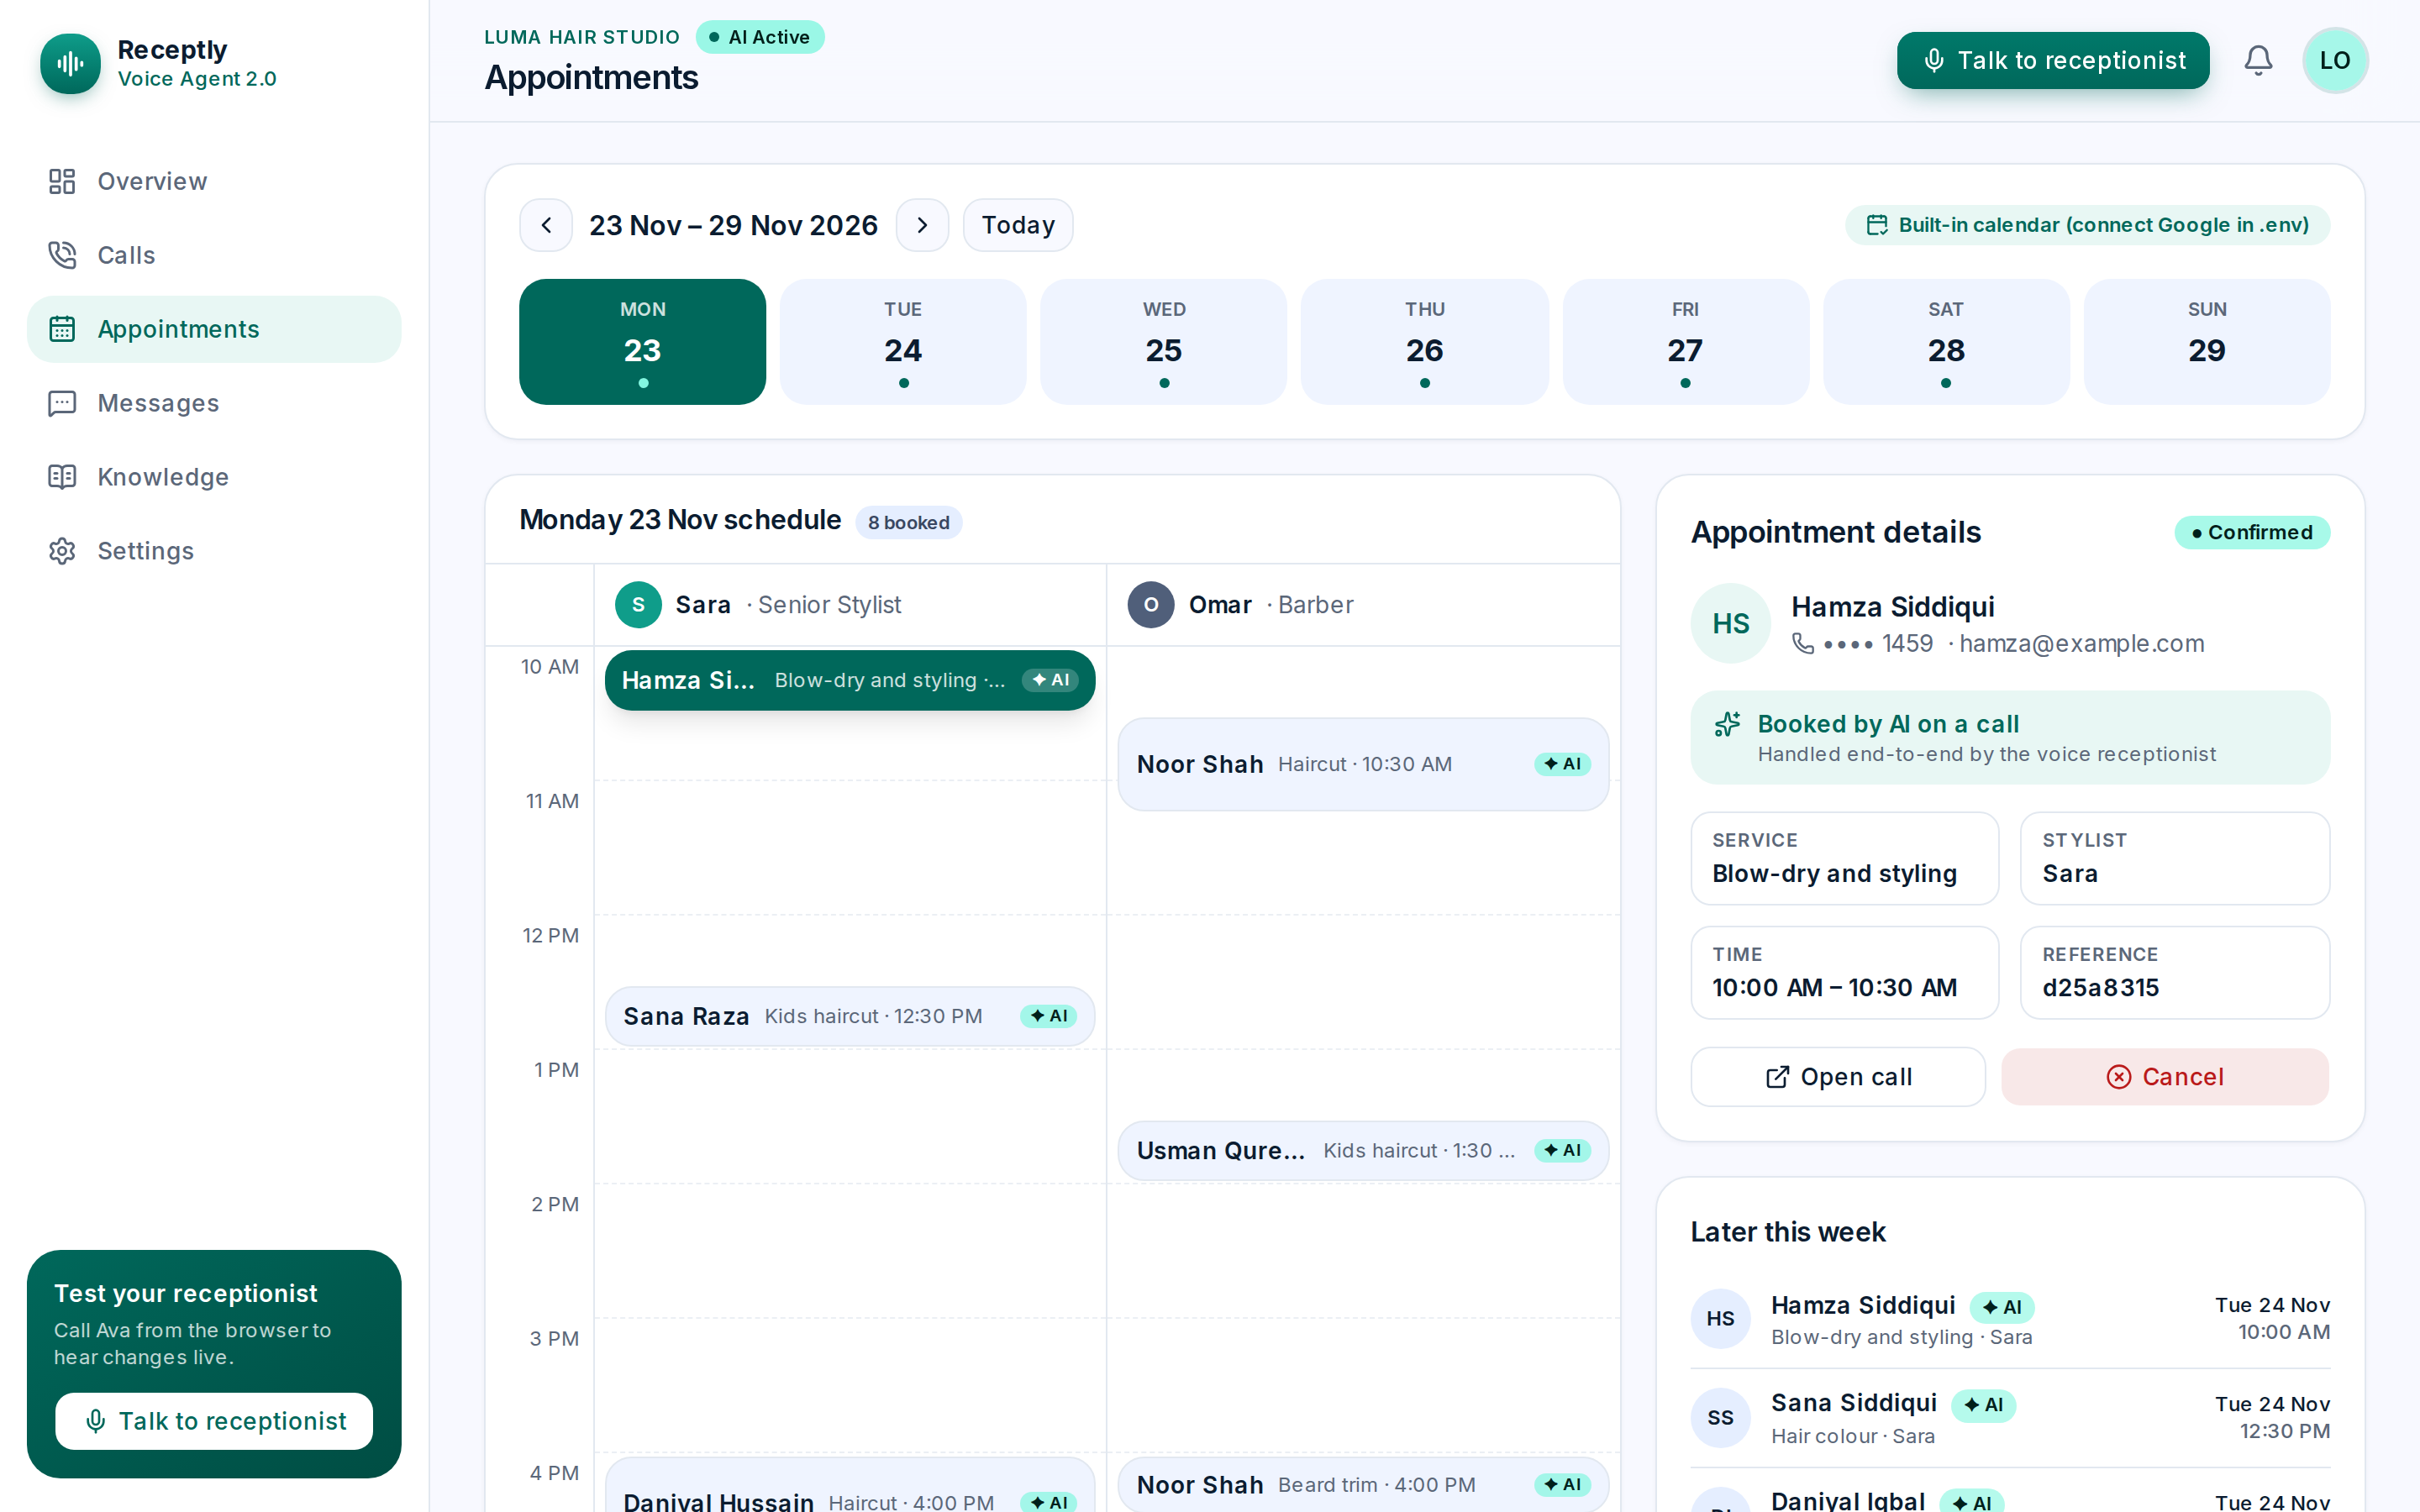 Receptly
Voice Agent 2.0
Overview
Calls
Appointments
Messages
Knowledge
Settings
Test your receptionist
Call Ava from the browser to
hear changes live.
Talk to receptionist
LUMA HAIR STUDIO
AI Active
Appointments
Talk to receptionist
LO
23 Nov – 29 Nov 2026
Today
Built-in calendar (connect Google in .env)
MON
23
TUE
24
WED
25
THU
26
FRI
27
SAT
28
SUN
29
Monday 23 Nov schedule
8 booked
S
Sara · Senior Stylist
O
Omar · Barber
10 AM
Hamza Si... Blow-dry and styling ·... AI
Noor Shah Haircut · 10:30 AM AI
11 AM
12 PM
Sana Raza Kids haircut · 12:30 PM AI
1 PM
Usman Qure... Kids haircut · 1:30 ... AI
2 PM
3 PM
4 PM
Daniyal Hussain Haircut · 4:00 PM AI
Noor Shah Beard trim · 4:00 PM AI
Appointment details
Confirmed
HS
Hamza Siddiqui
•••• 1459 · hamza@example.com
Booked by AI on a call
Handled end-to-end by the voice receptionist
SERVICE
Blow-dry and styling
STYLIST
Sara
TIME
10:00 AM – 10:30 AM
REFERENCE
d25a8315
Open call
Cancel
Later this week
HS
Hamza Siddiqui AI
Blow-dry and styling · Sara
Tue 24 Nov
10:00 AM
SS
Sana Siddiqui AI
Hair colour · Sara
Tue 24 Nov
12:30 PM
Daniyal Iqbal AI
Tue 24 Nov